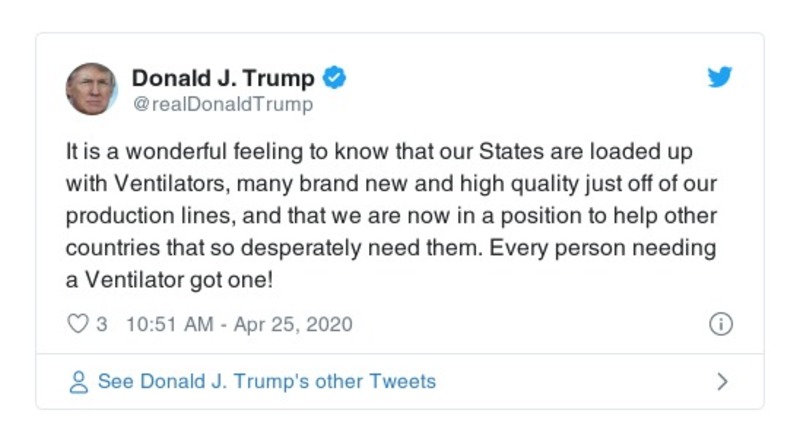 Donald J. Trump
@realDonaldTrump
It is a wonderful feeling to know that our States are loaded up
with Ventilators, many brand new and high quality just off of our
production lines, and that we are now in a position to help other
countries that so desperately need them. Every person needing
a Ventilator got one!
3 10:51 AM - Apr 25, 2020
See Donald J. Trump's other Tweets